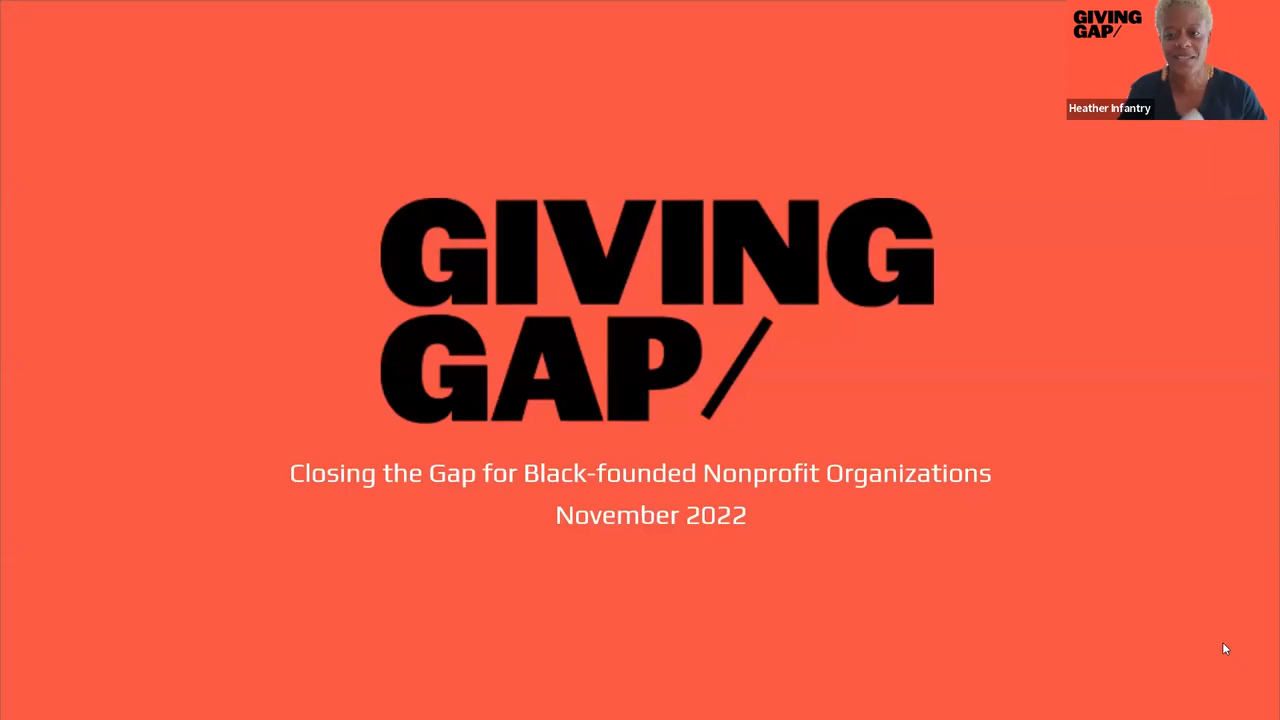 GIVING
GAP/
Heather Infantry
GIVING
GAP/
Closing the Gap for Black-founded Nonprofit Organizations
November 2022